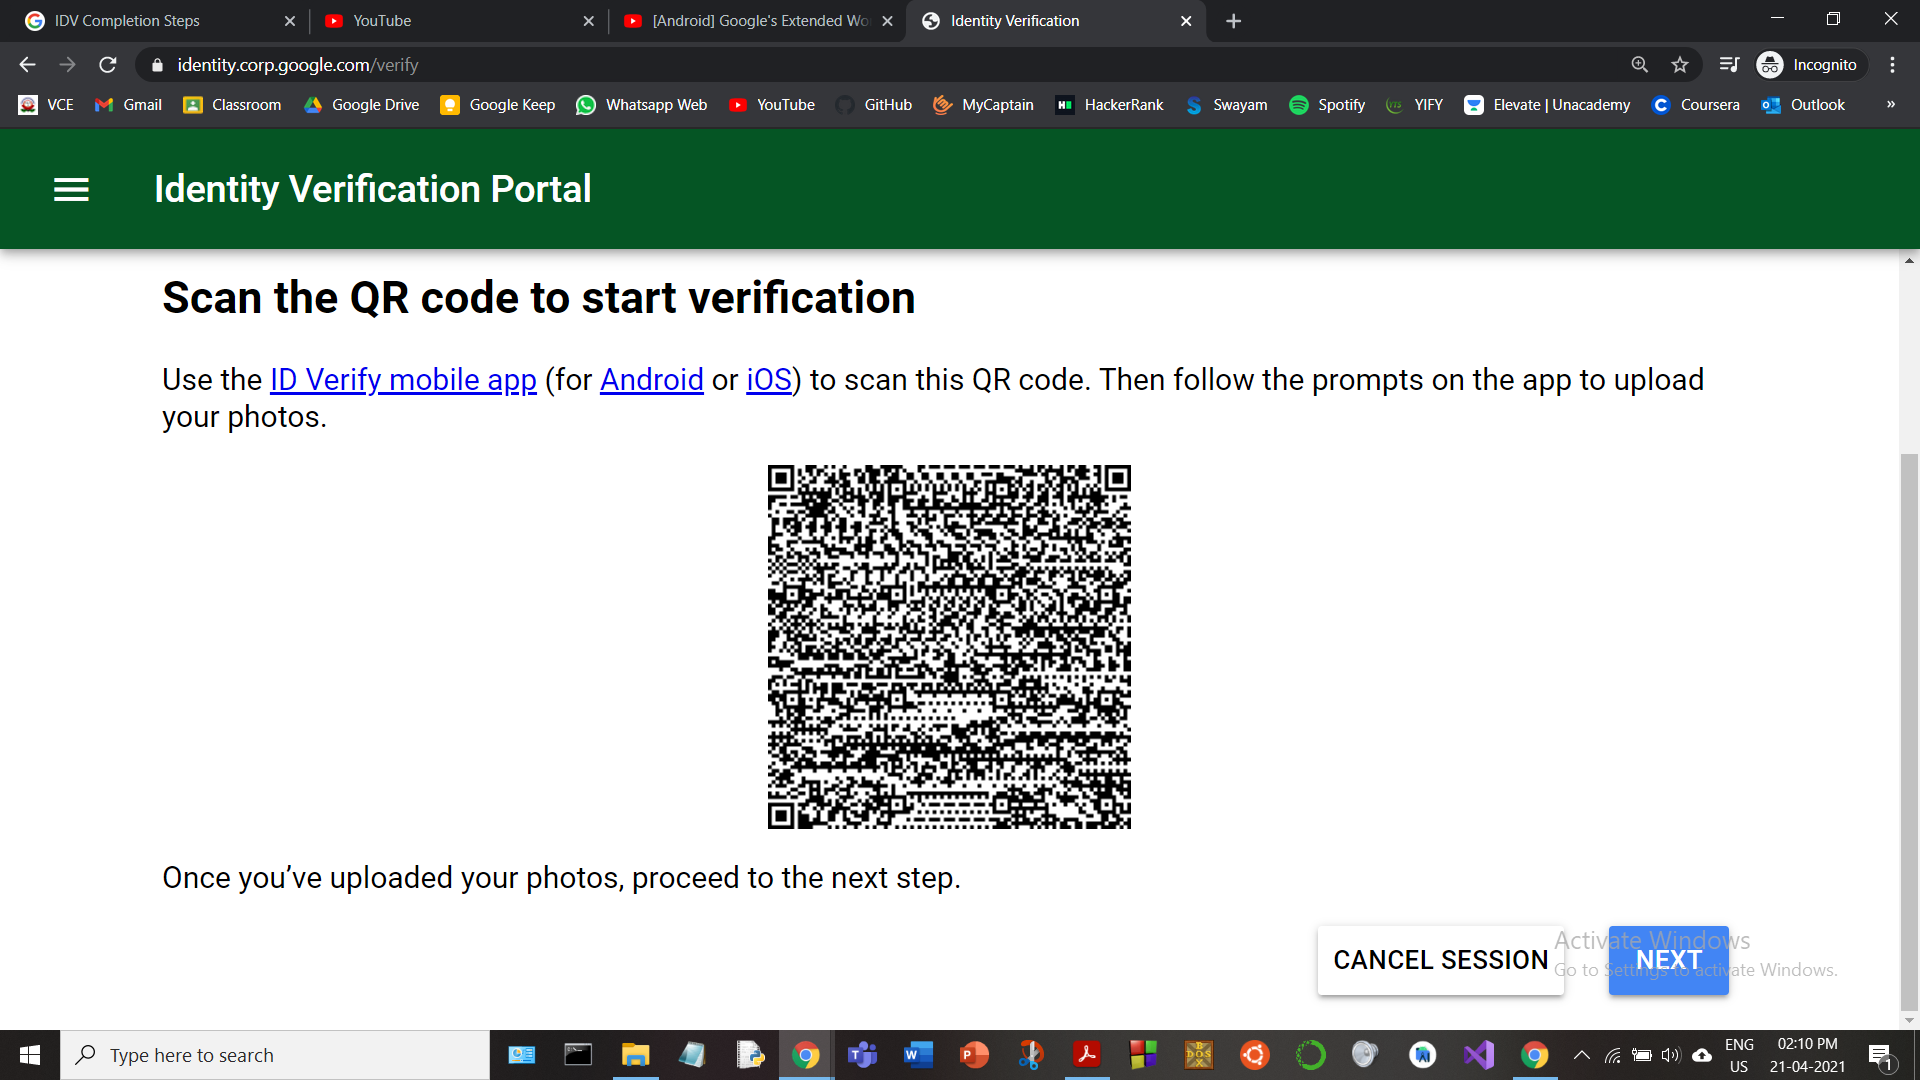 IDV Completion Steps
YouTube
[Android] Google's Extended Wo
Identity Verification
identity.corp.google.com/verify
Incognito
VCE
Gmail
Classroom
Google Drive
Google Keep
Whatsapp Web
YouTube
GitHub
MyCaptain
HackerRank
Swayam
Spotify
YIFY
Elevate | Unacademy
Coursera
Outlook
»
Identity Verification Portal
Scan the QR code to start verification
Use the ID Verify mobile app (for Android or iOS) to scan this QR code. Then follow the prompts on the app to upload
your photos.
Once you’ve uploaded your photos, proceed to the next step.
CANCEL SESSION
NEXT
Activate Windows
Go to Settings to activate Windows.
Type here to search
ENG
US
02:10 PM
21-04-2021
1